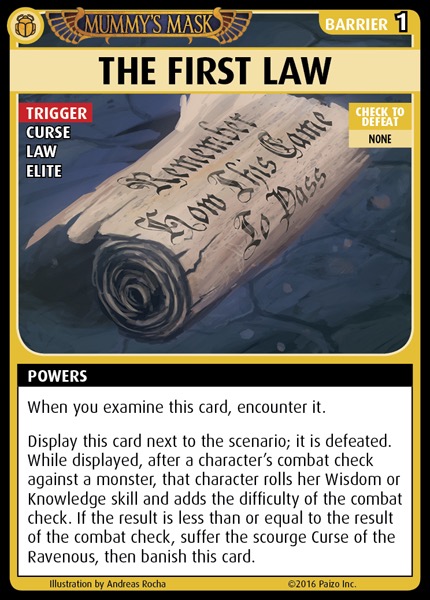 MUMMY'S MASK
BARRIER 1
THE FIRST LAW
TRIGGER
CURSE
LAW
ELITE
CHECK TO
DEFEAT
NONE
Remember
How This Came
To Pass
POWERS
When you examine this card, encounter it.
Display this card next to the scenario; it is defeated.
While displayed, after a character's combat check
against a monster, that character rolls her Wisdom or
Knowledge skill and adds the difficulty of the combat
check. If the result is less than or equal to the result
of the combat check, suffer the scourge Curse of the
Ravenous, then banish this card.
Illustration by Andreas Rocha
©2016 Paizo Inc.